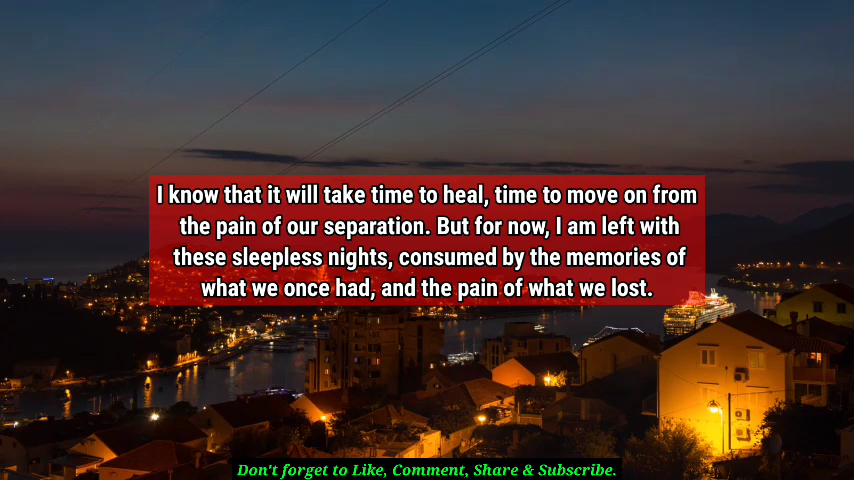 I know that it will take time to heal, time to move on from
the pain of our separation. But for now, I am left with
these sleepless nights, consumed by the memories of
what we once had, and the pain of what we lost.
Don't forget to Like, Comment, Share & Subscribe.